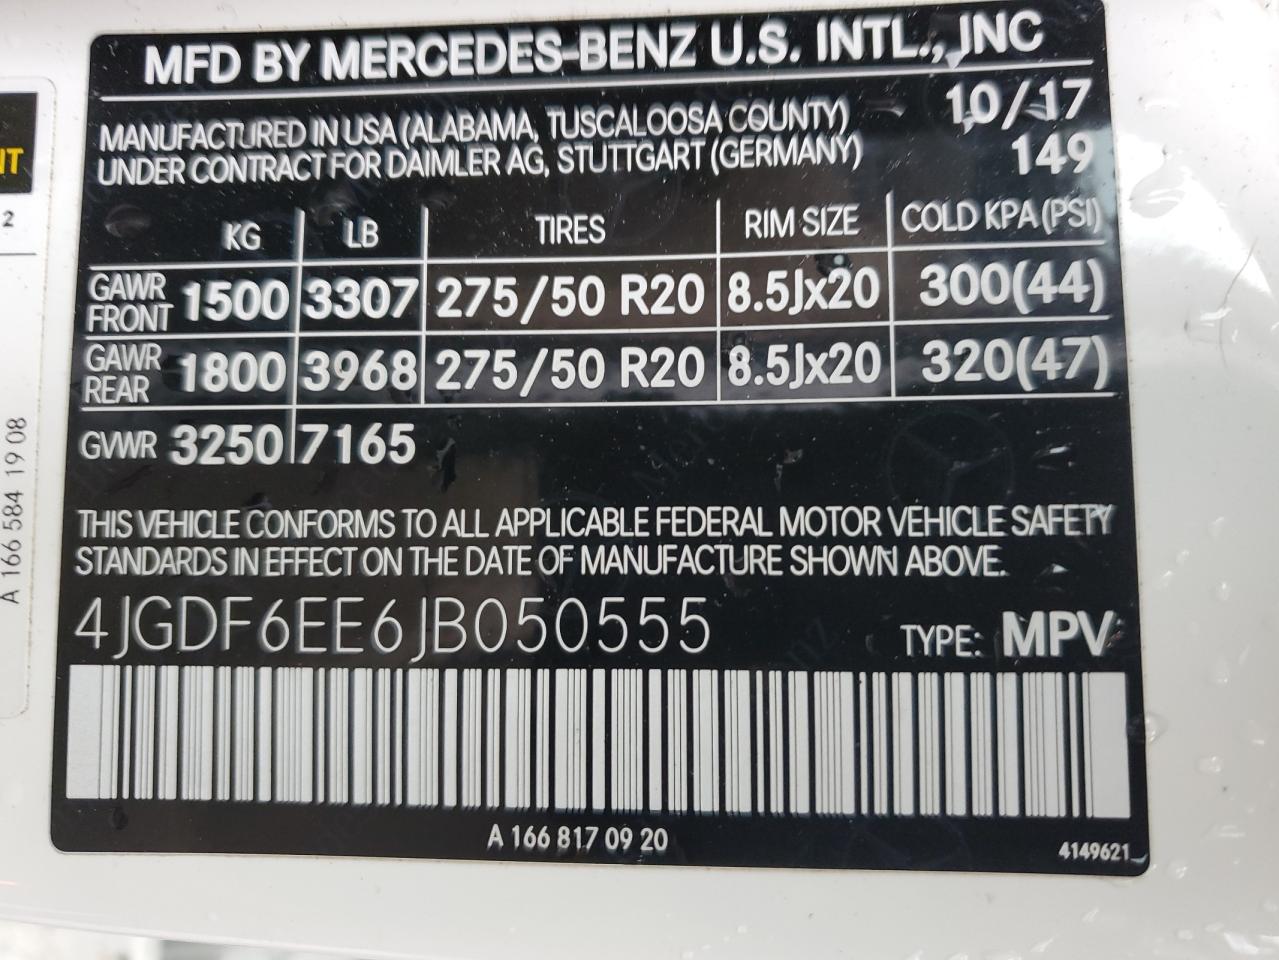 MFD BY MERCEDES-BENZ U.S. INTL., INC
MANUFACTURED IN USA (ALABAMA, TUSCALOOSA COUNTY) 10/17
UNDER CONTRACT FOR DAIMLER AG, STUTTGART (GERMANY) 149
KG LB TIRES RIM SIZE COLD KPA (PSI)
GAWR FRONT 1500 3307 275/50 R20 8.5Jx20 300(44)
GAWR REAR 1800 3968 275/50 R20 8.5Jx20 320(47)
GVWR 3250 7165
THIS VEHICLE CONFORMS TO ALL APPLICABLE FEDERAL MOTOR VEHICLE SAFETY
STANDARDS IN EFFECT ON THE DATE OF MANUFACTURE SHOWN ABOVE.
4JGDF6EE6JB050555 TYPE: MPV
A 166 817 09 20 4149621
NT
2
A 166 584 19 08